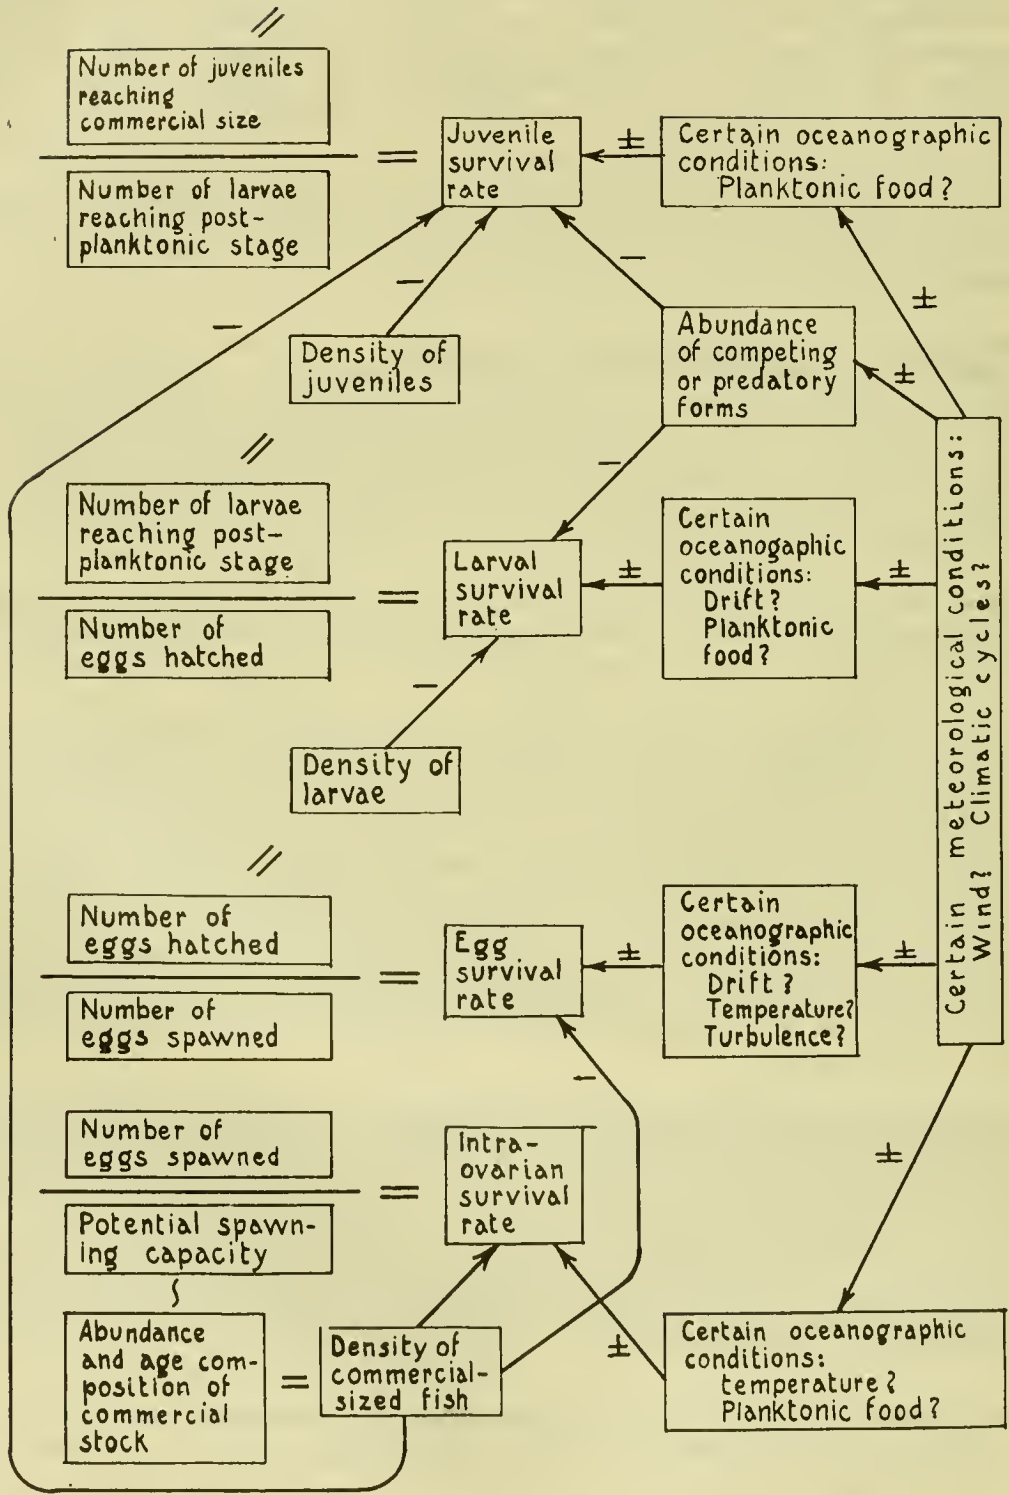 //
Number of juveniles
reaching
commercial size
Number of larvae
reaching post-
planktonic stage
=
Juvenile
survival
rate
±
Certain oceanographic
conditions:
Planktonic food?
−
−
−
±
Density of
juveniles
Abundance
of competing
or predatory
forms
±
//
Number of larvae
reaching post-
planktonic stage
Number of
eggs hatched
=
Larval
survival
rate
−
±
Certain
oceanogaphic
conditions:
Drift?
Planktonic
food?
±
−
Density of
larvae
Certain meteorological conditions:
Wind? Climatic cycles?
//
Number of
eggs hatched
Number of
eggs spawned
=
Egg
survival
rate
±
Certain
oceanographic
conditions:
Drift?
Temperature?
Turbulence?
±
−
Number of
eggs spawned
Potential spawn-
ing capacity
=
Intra-
ovarian
survival
rate
±
∫
Abundance
and age com-
position of
commercial
stock
=
Density of
commercial-
sized fish
±
Certain oceanographic
conditions:
temperature?
Planktonic food?